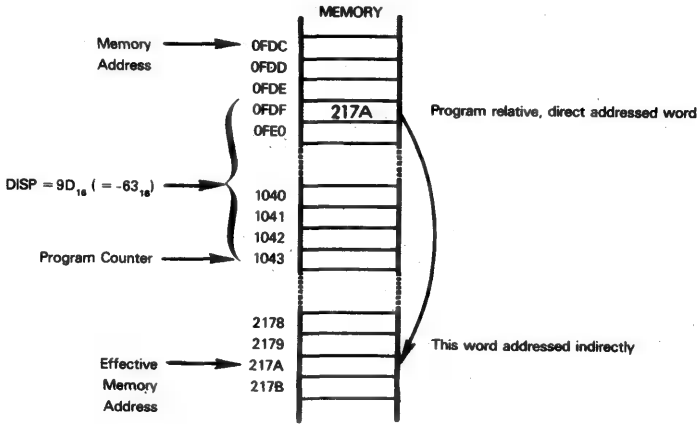 MEMORY
Memory
Address
0FDC
0FDD
0FDE
0FDF
217A
Program relative, direct addressed word
0FE0
DISP = 9D₁₆ ( = -63₁₆)
1040
1041
1042
Program Counter
1043
2178
2179
This word addressed indirectly
Effective
Memory
Address
217A
217B